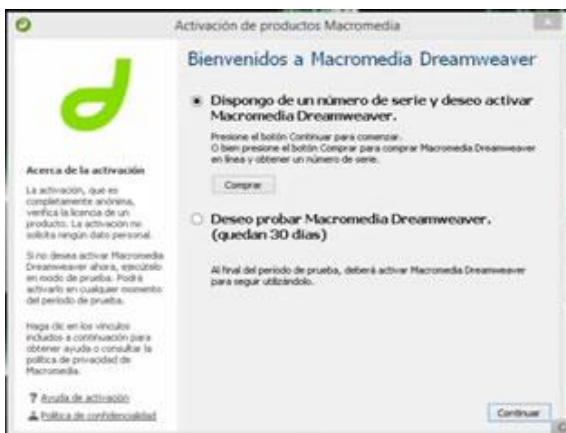 Activación de productos Macromedia
Bienvenidos a Macromedia Dreamweaver
Dispongo de un número de serie y deseo activar
Macromedia Dreamweaver.
Presione el botón Continuar para comenzar.
O bien presione el botón Comprar para comprar Macromedia Dreamweaver
en línea y obtener un número de serie.
Comprar
Deseo probar Macromedia Dreamweaver.
(quedan 30 días)
Al final del período de prueba, deberá activar Macromedia Dreamweaver
para seguir utilizándolo.
Acerca de la activación
La activación, que es
completamente anónima,
verifica la licencia de un
producto. La activación no
solicita ningún dato personal.
Si no desea activar Macromedia
Dreamweaver ahora, ejecútelo
en modo de prueba. Podrá
activarlo en cualquier momento
del período de prueba.
Haga clic en los vínculos
incluidos a continuación para
obtener ayuda o consultar la
política de privacidad de
Macromedia.
? Ayuda de activación
Política de confidencialidad
Continuar